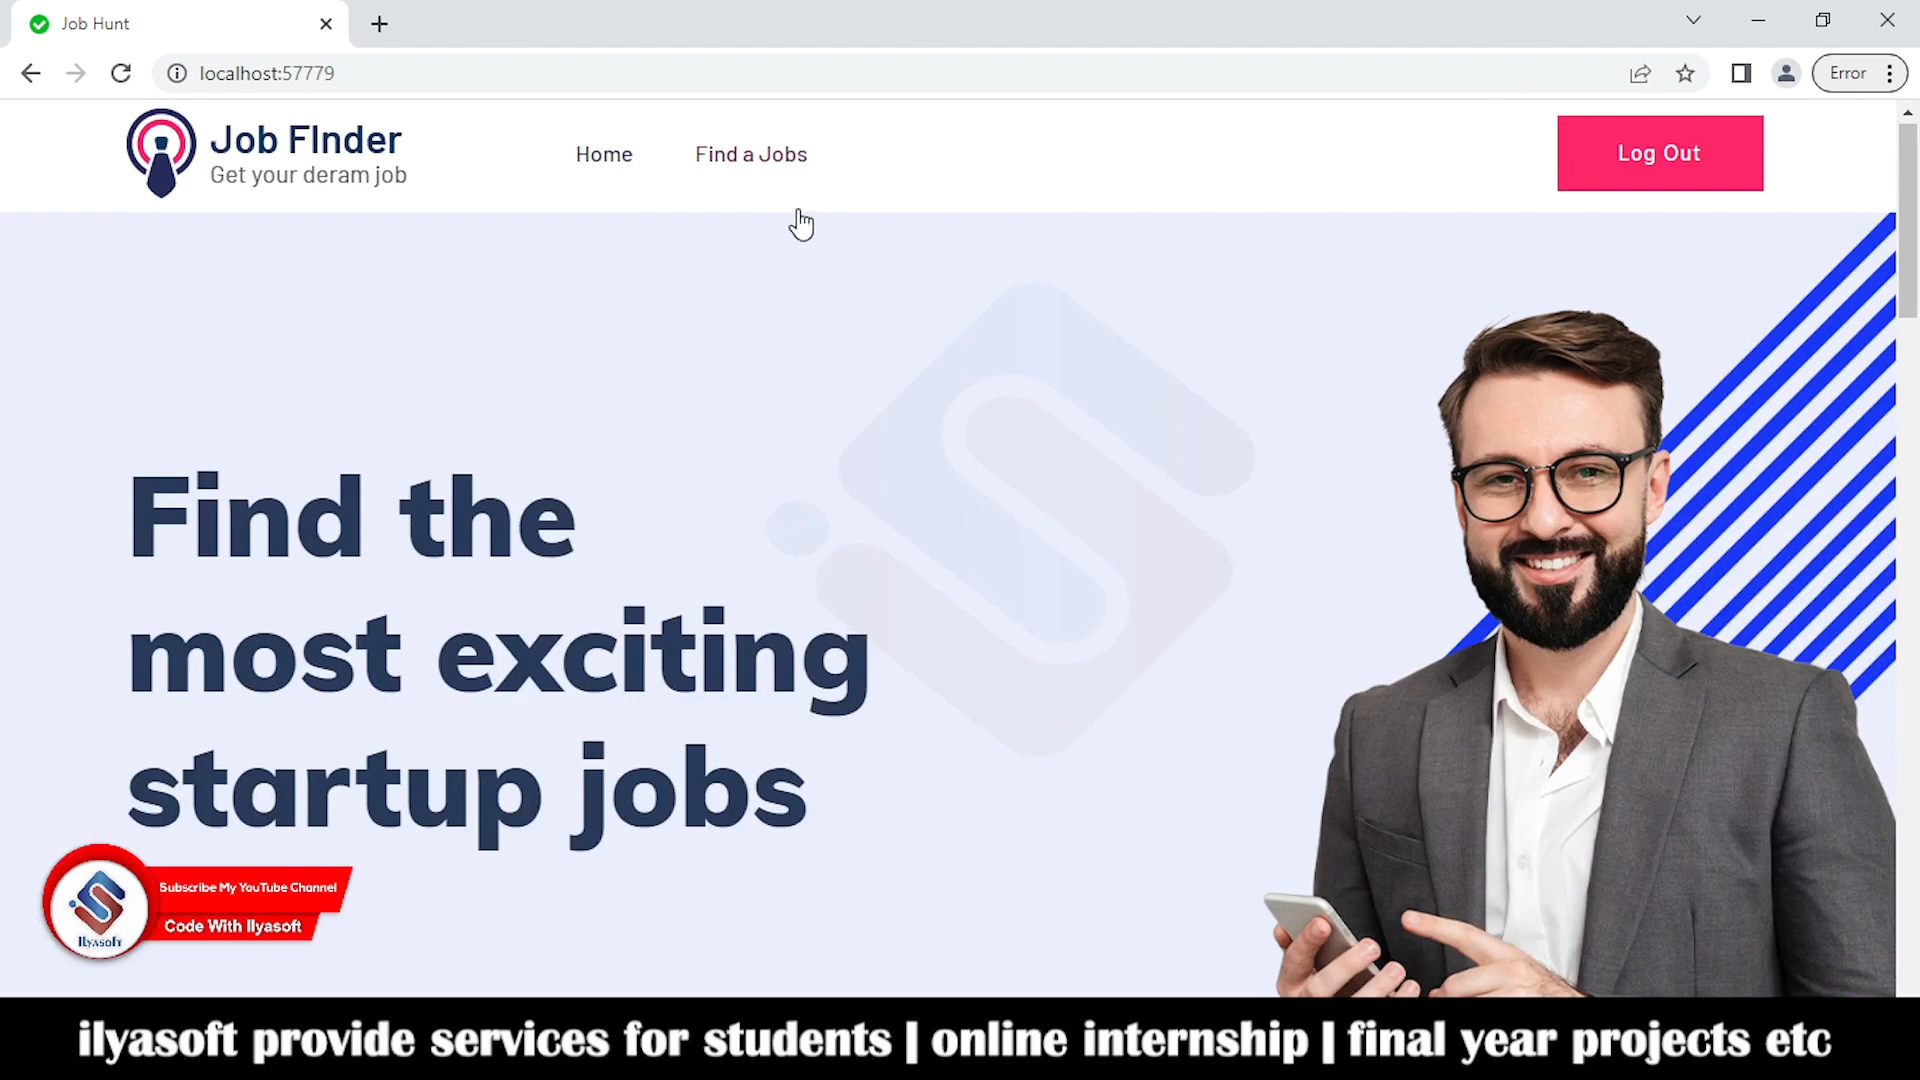 Job Hunt
localhost:57779
Error
Job FInder
Get your deram job
Home
Find a Jobs
Log Out
Find the
most exciting
startup jobs
Subscribe My YouTube Channel
Code With Ilyasoft
Ilyasoft
ilyasoft provide services for students | online internship | final year projects etc